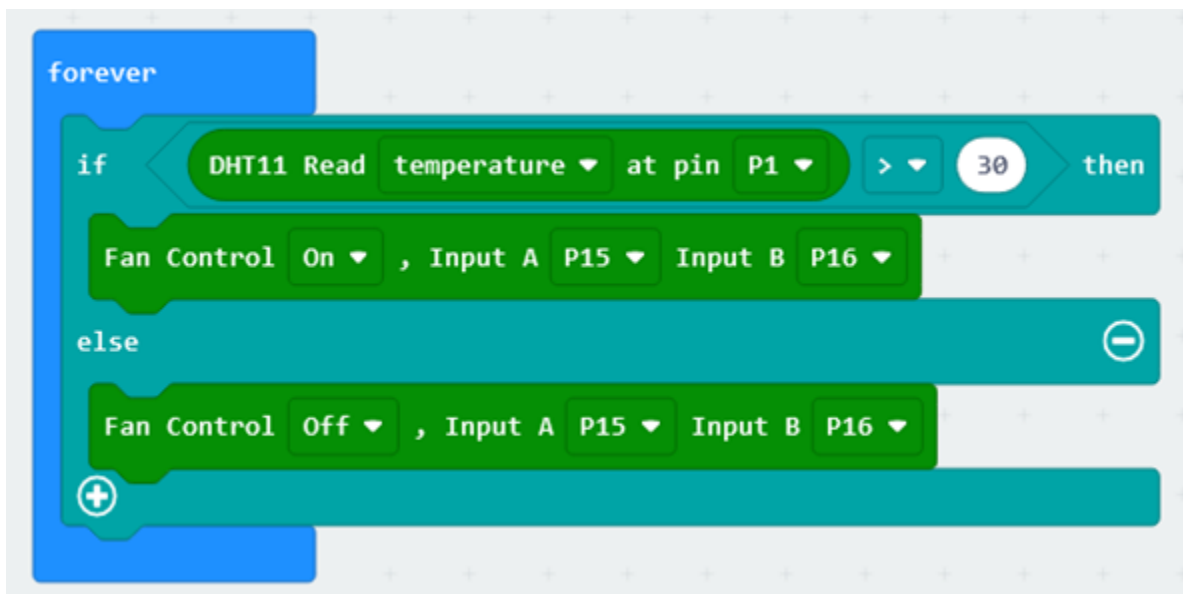 forever
if DHT11 Read temperature at pin P1 > 30 then
Fan Control On , Input A P15 Input B P16
else
Fan Control Off , Input A P15 Input B P16